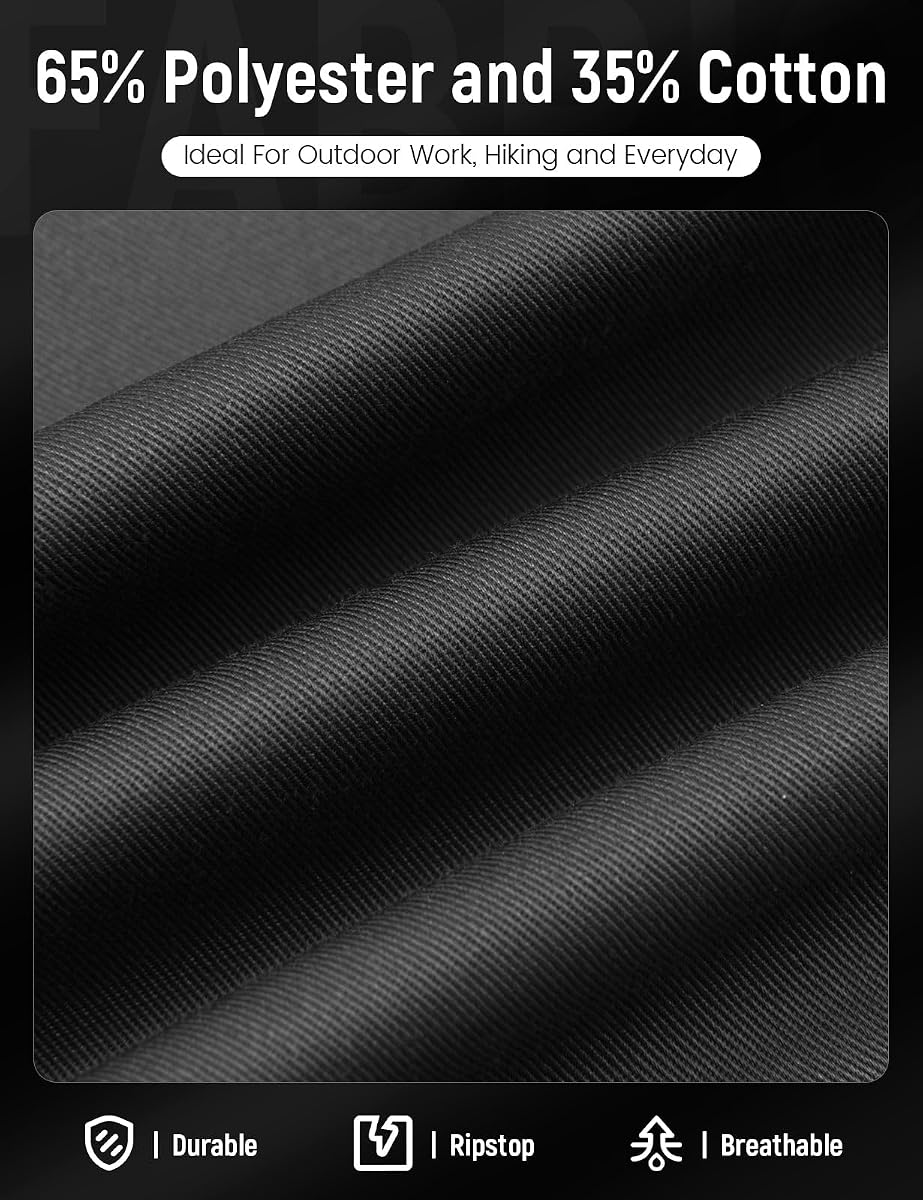 65% Polyester and 35% Cotton
Ideal For Outdoor Work, Hiking and Everyday
| Durable
| Ripstop
| Breathable